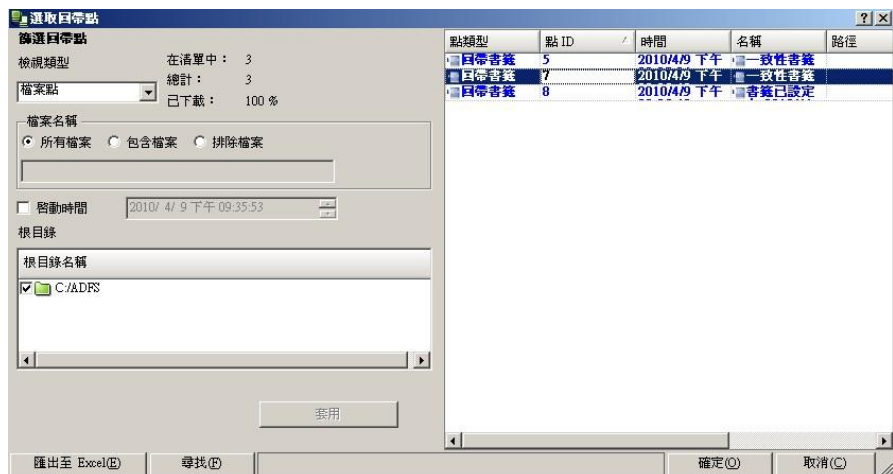 選取回帶點
篩選回帶點
檢視類型
在清單中： 3
總計： 3
檔案點
已下載： 100 %
檔案名稱
所有檔案 包含檔案 排除檔案
啓動時間 2010/ 4/ 9 下午 09:35:53
根目錄
根目錄名稱
C:/ADFS
套用
點類型 點 ID 時間 名稱 路徑
回帶書籤 5 2010/4/9 下午 一致性書籤
回帶書籤 7 2010/4/9 下午 一致性書籤
回帶書籤 8 2010/4/9 下午 書籤已設定
匯出至 Excel(E) 尋找(F) 確定(O) 取消(C)